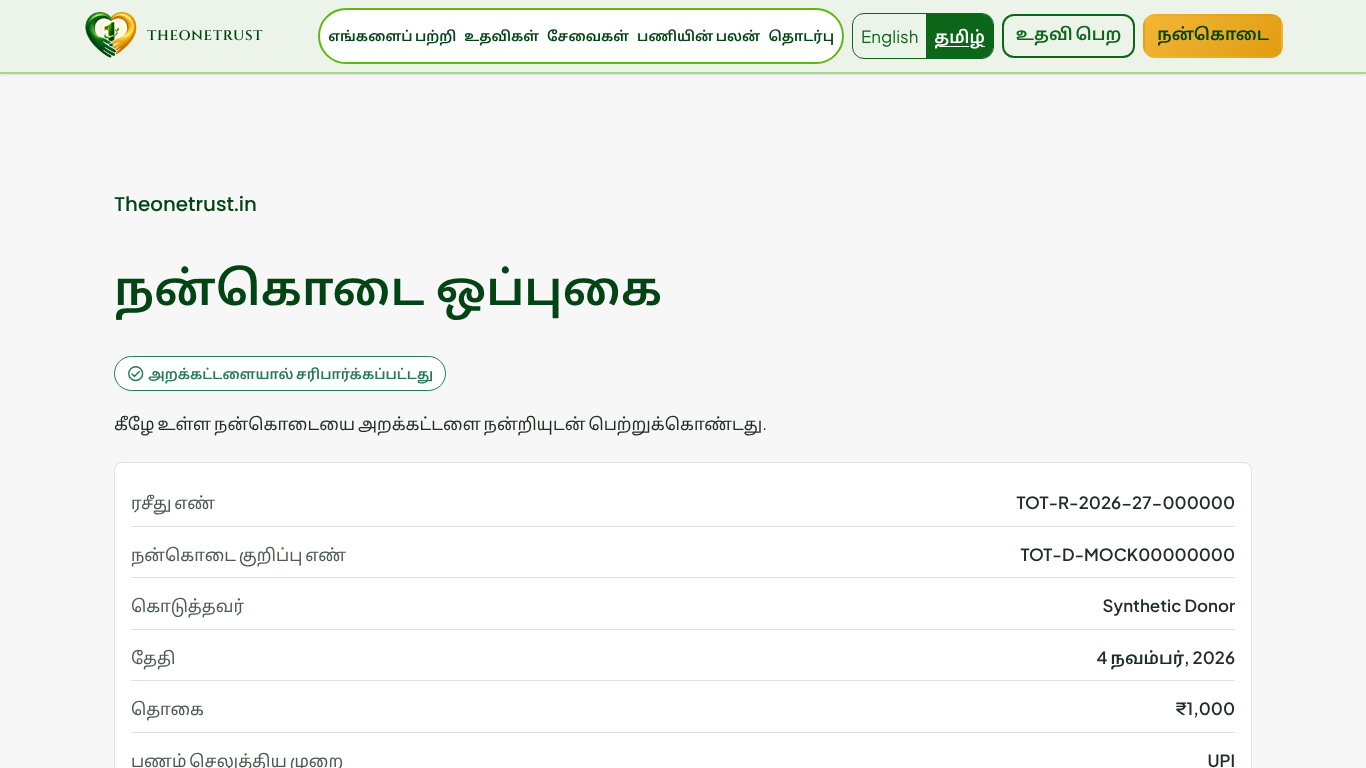 THEONETRUST
எங்களைப் பற்றி உதவிகள் சேவைகள் பணியின் பலன் தொடர்பு
English தமிழ்
உதவி பெற
நன்கொடை
Theonetrust.in
நன்கொடை ஒப்புகை
அறக்கட்டளையால் சரிபார்க்கப்பட்டது
கீழே உள்ள நன்கொடையை அறக்கட்டளை நன்றியுடன் பெற்றுக்கொண்டது.
ரசீது எண் TOT-R-2026-27-000000
நன்கொடை குறிப்பு எண் TOT-D-MOCK00000000
கொடுத்தவர் Synthetic Donor
தேதி 4 நவம்பர், 2026
தொகை ₹1,000
பணம் செலுத்திய முறை UPI